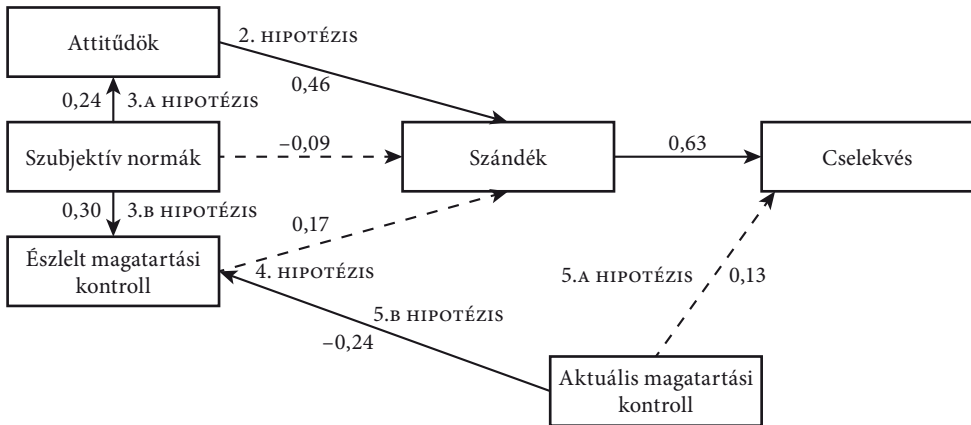 Attitűdök
2. HIPOTÉZIS
0,46
0,24
3.A HIPOTÉZIS
Szubjektív normák
–0,09
Szándék
0,63
Cselekvés
0,30
3.B HIPOTÉZIS
0,17
Észlelt magatartási
kontroll
4. HIPOTÉZIS
5.A HIPOTÉZIS
0,13
5.B HIPOTÉZIS
–0,24
Aktuális magatartási
kontroll